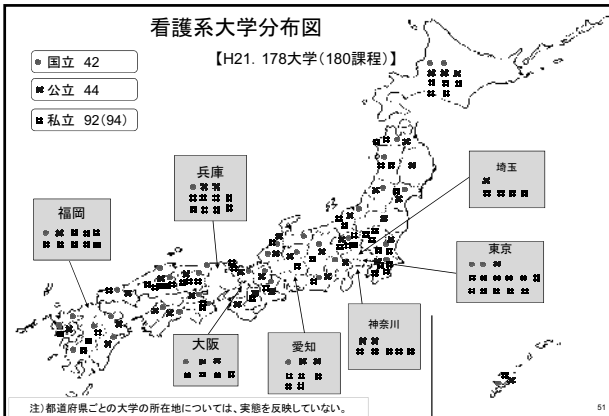 看護系大学分布図
【H21. 178大学(180課程)】
国立 42
公立 44
私立 92(94)
兵庫
埼玉
福岡
東京
神奈川
大阪
愛知
注)都道府県ごとの大学の所在地については、実態を反映していない。
51